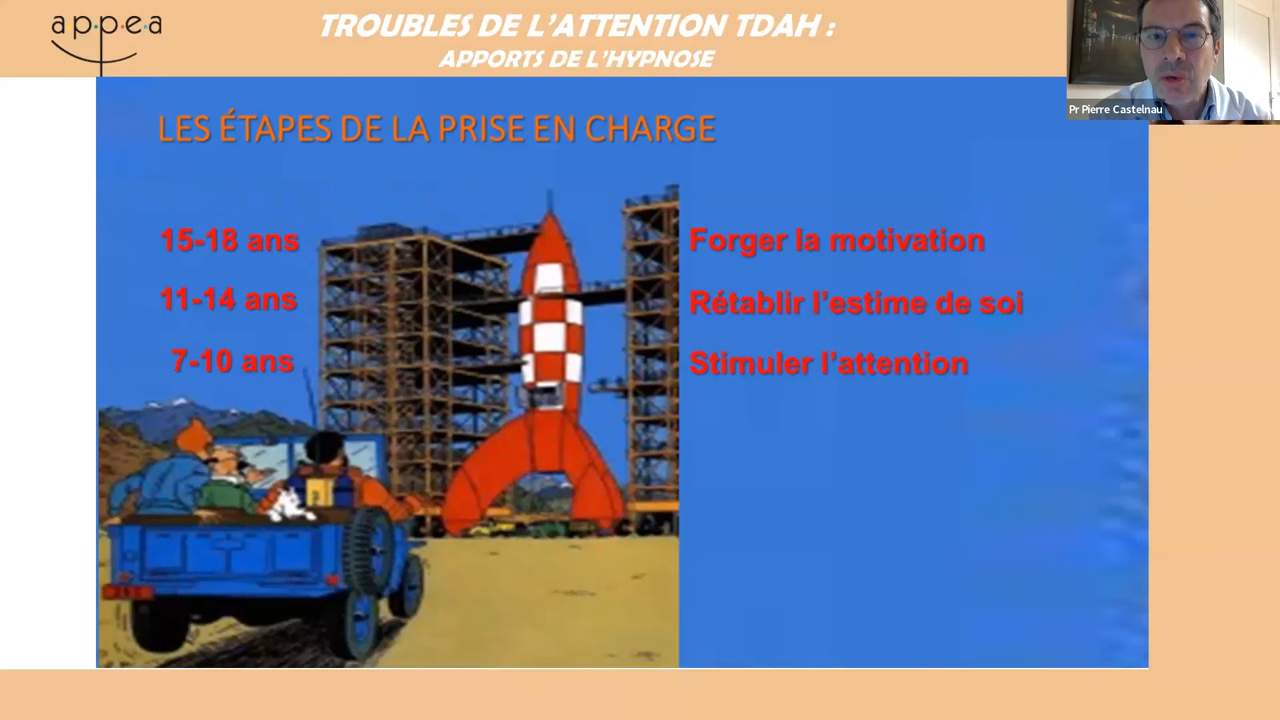 appea
TROUBLES DE L'ATTENTION TDAH :
APPORTS DE L'HYPNOSE
Pr Pierre Castelnau
LES ÉTAPES DE LA PRISE EN CHARGE
15-18 ans
Forger la motivation
11-14 ans
Rétablir l'estime de soi
7-10 ans
Stimuler l'attention